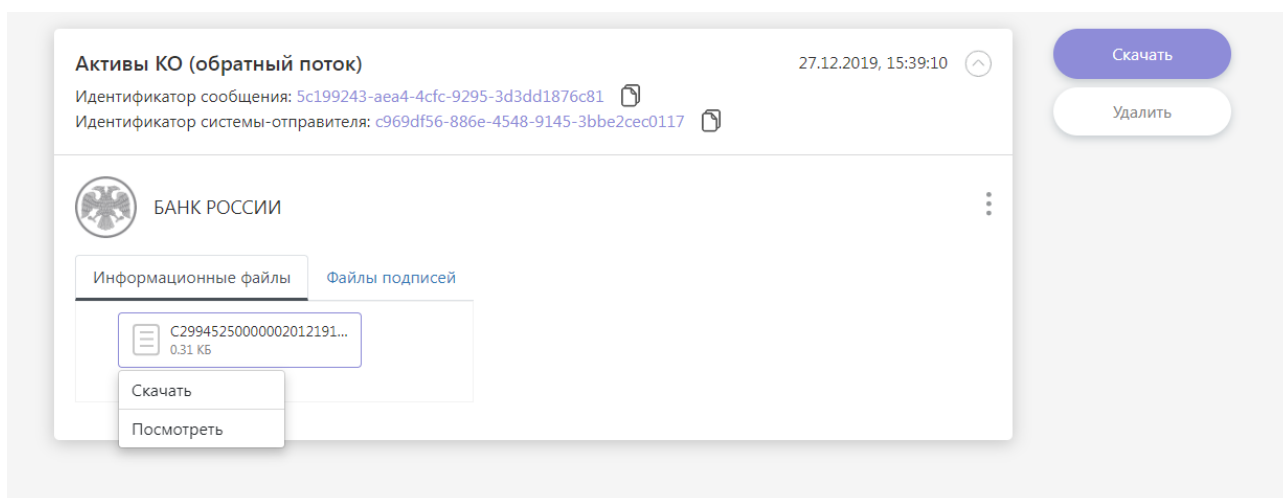 Активы КО (обратный поток)
27.12.2019, 15:39:10
Идентификатор сообщения: 5c199243-aea4-4cfc-9295-3d3dd1876c81
Идентификатор системы-отправителя: c969df56-886e-4548-9145-3bbe2cec0117
Скачать
Удалить
БАНК РОССИИ
Информационные файлы
Файлы подписей
C29945250000002012191...
0.31 КБ
Скачать
Посмотреть